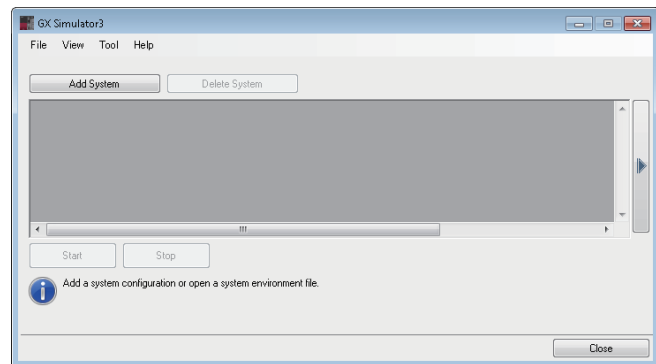 GX Simulator3
File View Tool Help
Add System Delete System
Start Stop
Add a system configuration or open a system environment file.
Close